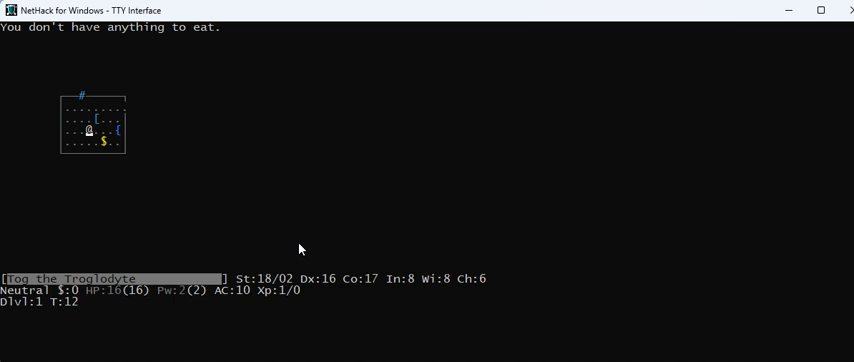 NetHack for Windows - TTY Interface
You don't have anything to eat.
#
. . . . . . . . .
. . . . [ . . .
. . . @ . . . {
. . . . . $ . .
[Tog the Troglodyte ] St:18/02 Dx:16 Co:17 In:8 Wi:8 Ch:6
Neutral $:0 HP:16(16) Pw:2(2) AC:10 Xp:1/0
Dlvl:1 T:12